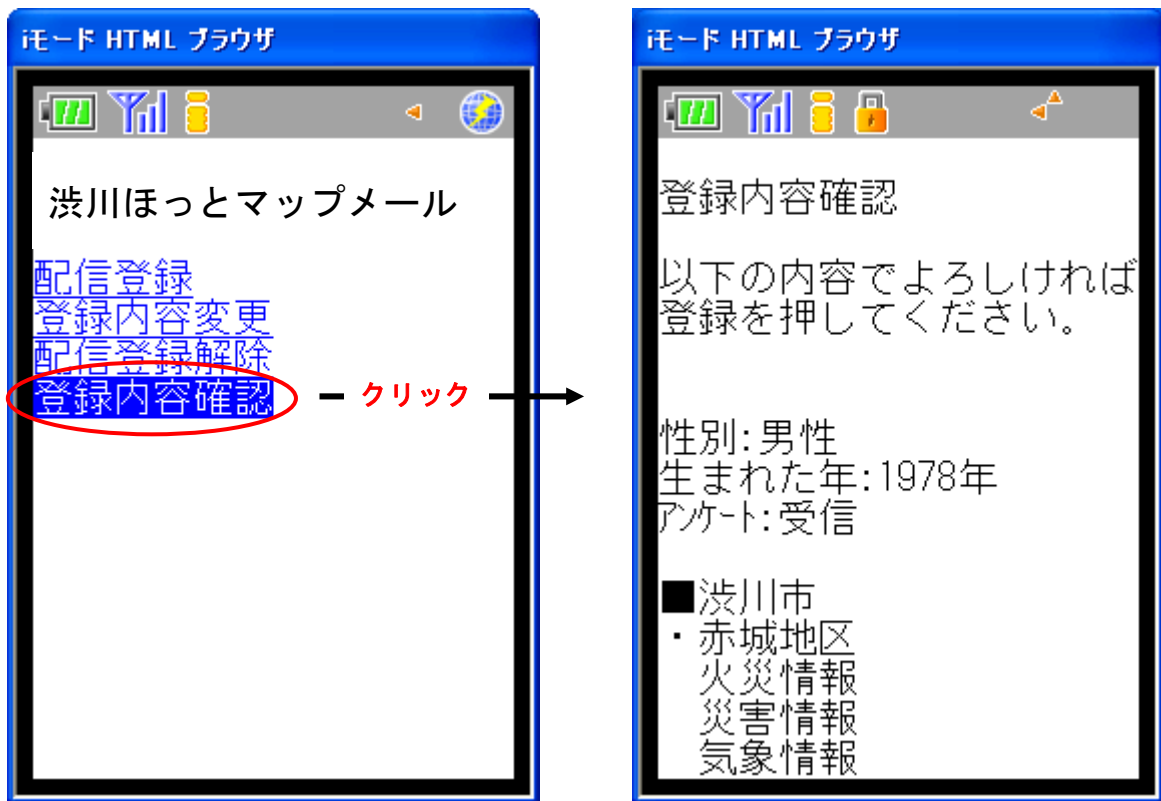 iモード HTML ブラウザ
渋川ほっとマップメール
配信登録
登録内容変更
配信登録解除
登録内容確認
クリック
iモード HTML ブラウザ
登録内容確認
以下の内容でよろしければ
登録を押してください。
性別:男性
生まれた年:1978年
アンケート:受信
■渋川市
・赤城地区
火災情報
災害情報
気象情報